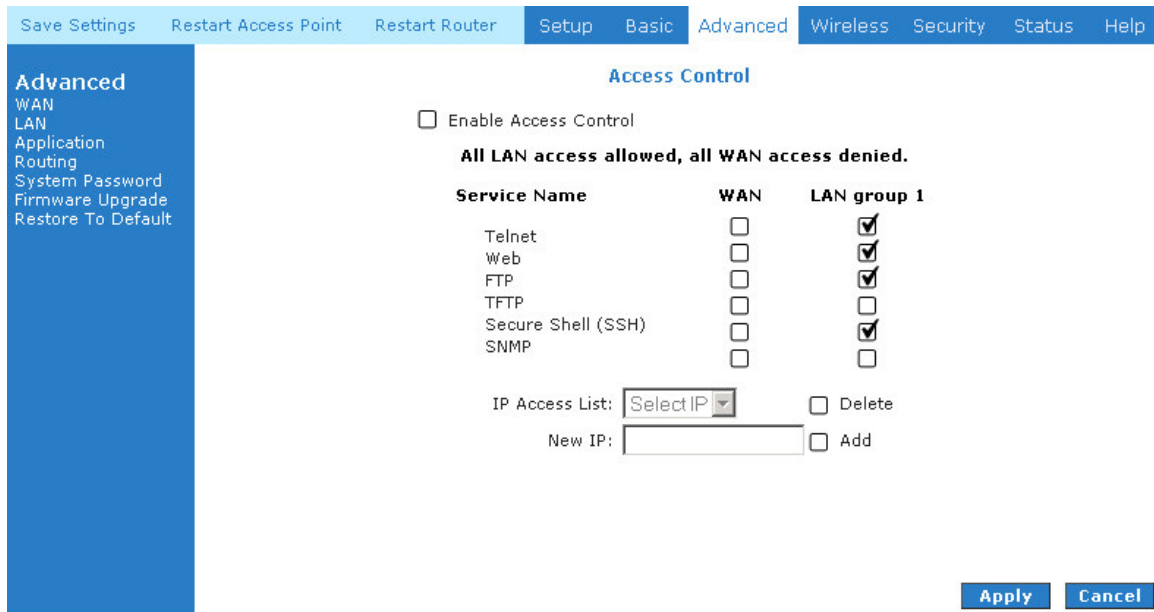 Save Settings Restart Access Point Restart Router Setup Basic Advanced Wireless Security Status Help
Advanced
WAN
LAN
Application
Routing
System Password
Firmware Upgrade
Restore To Default
Access Control
Enable Access Control
All LAN access allowed, all WAN access denied.
Service Name WAN LAN group 1
Telnet
Web
FTP
TFTP
Secure Shell (SSH)
SNMP
IP Access List: Select IP Delete
New IP: Add
Apply Cancel